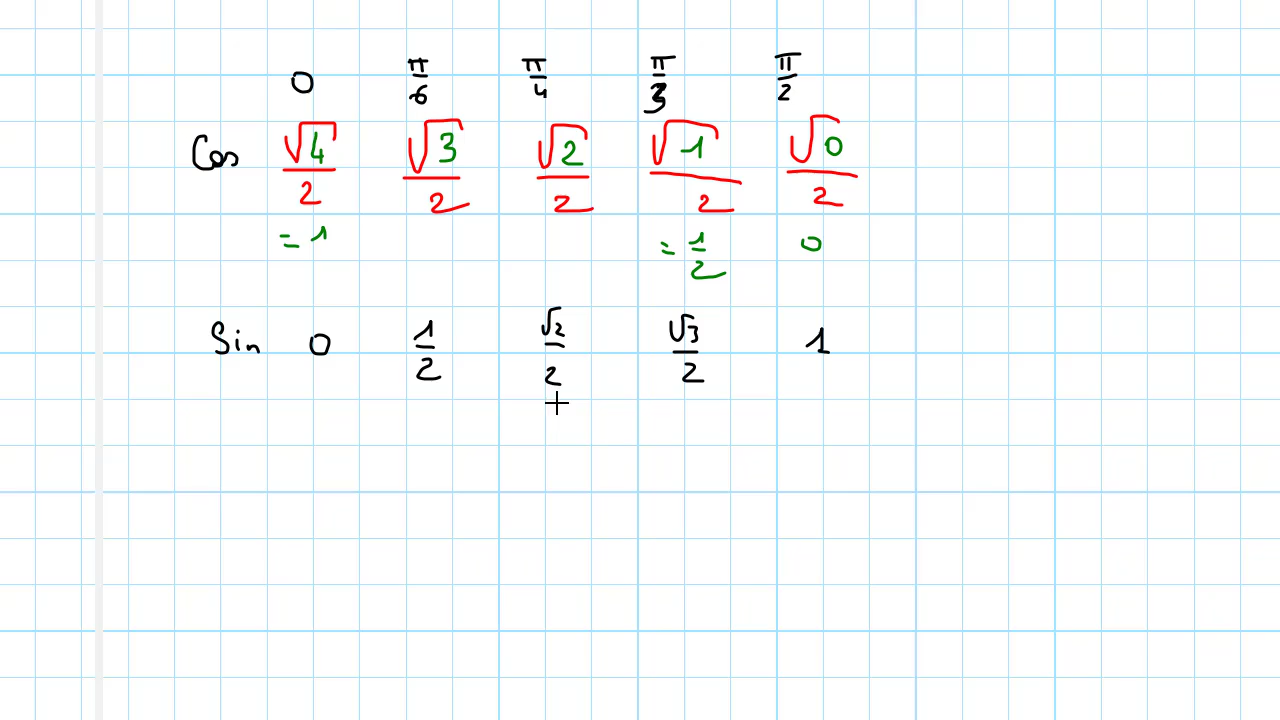 0 π/6 π/4 π/3 π/2
Cos √4/2 √3/2 √2/2 √1/2 √0/2
= 1 = 1/2 0
Sin 0 1/2 √2/2 √3/2 1